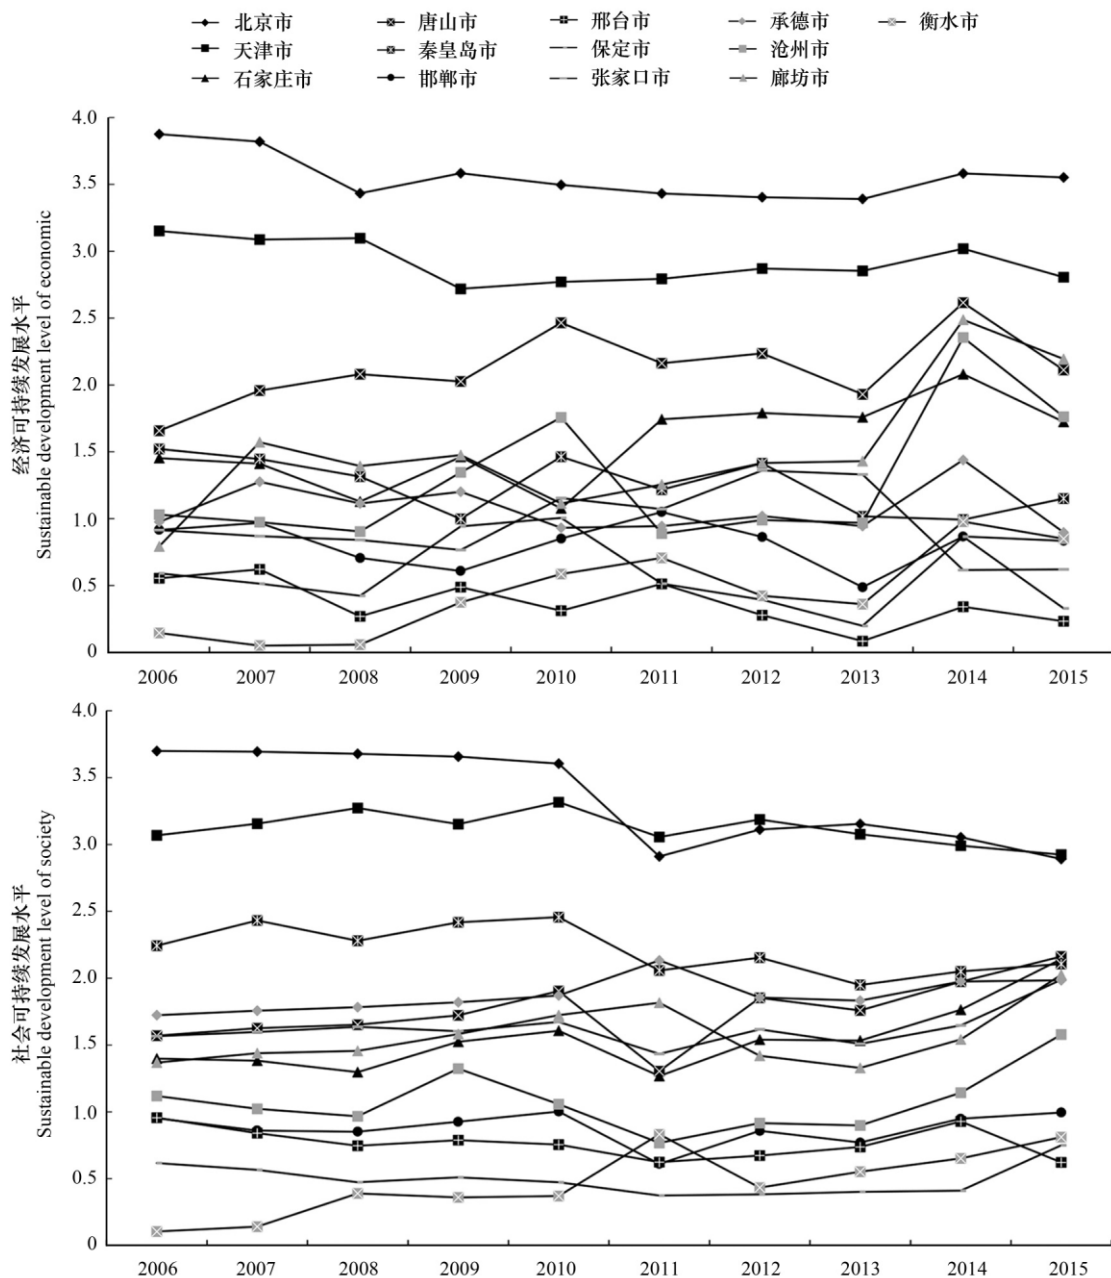 北京市 唐山市 邢台市 承德市 衡水市
天津市 秦皇岛市 保定市 沧州市
石家庄市 邯郸市 张家口市 廊坊市
经济可持续发展水平
Sustainable development level of economic
4.0
3.5
3.0
2.5
2.0
1.5
1.0
0.5
0
2006 2007 2008 2009 2010 2011 2012 2013 2014 2015
社会可持续发展水平
Sustainable development level of society
4.0
3.5
3.0
2.5
2.0
1.5
1.0
0.5
0
2006 2007 2008 2009 2010 2011 2012 2013 2014 2015